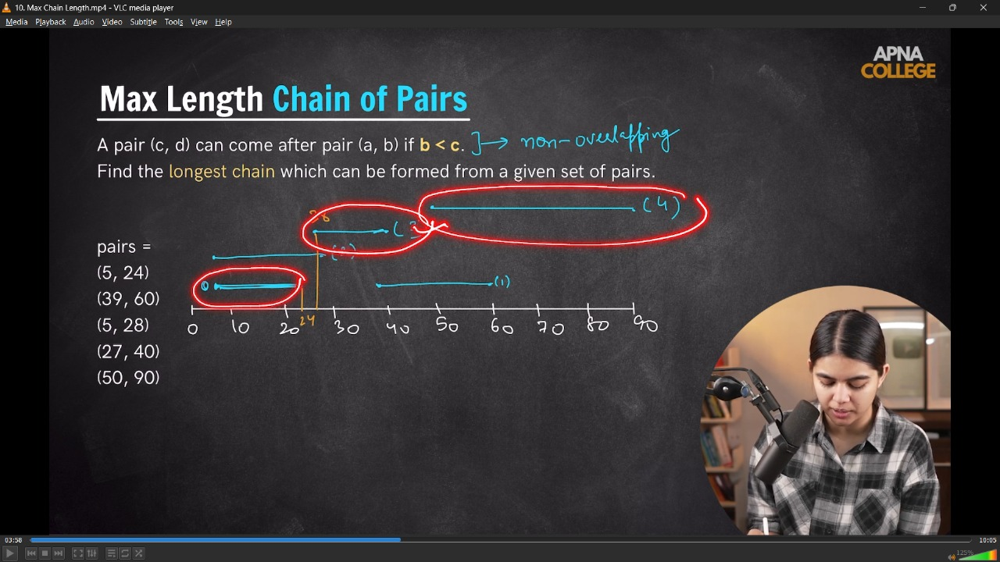 10. Max Chain Length.mp4 - VLC media player
Media Playback Audio Video Subtitle Tools View Help
APNA
COLLEGE
Max Length Chain of Pairs
A pair (c, d) can come after pair (a, b) if b < c. ]→ non-overlapping
Find the longest chain which can be formed from a given set of pairs.
(4)
pairs =
(5, 24)
(39, 60)
(5, 28)
(27, 40)
(50, 90)
0 (1)
24
0 10 20 30 40 50 60 70 80 90
03:58 10:05
125%